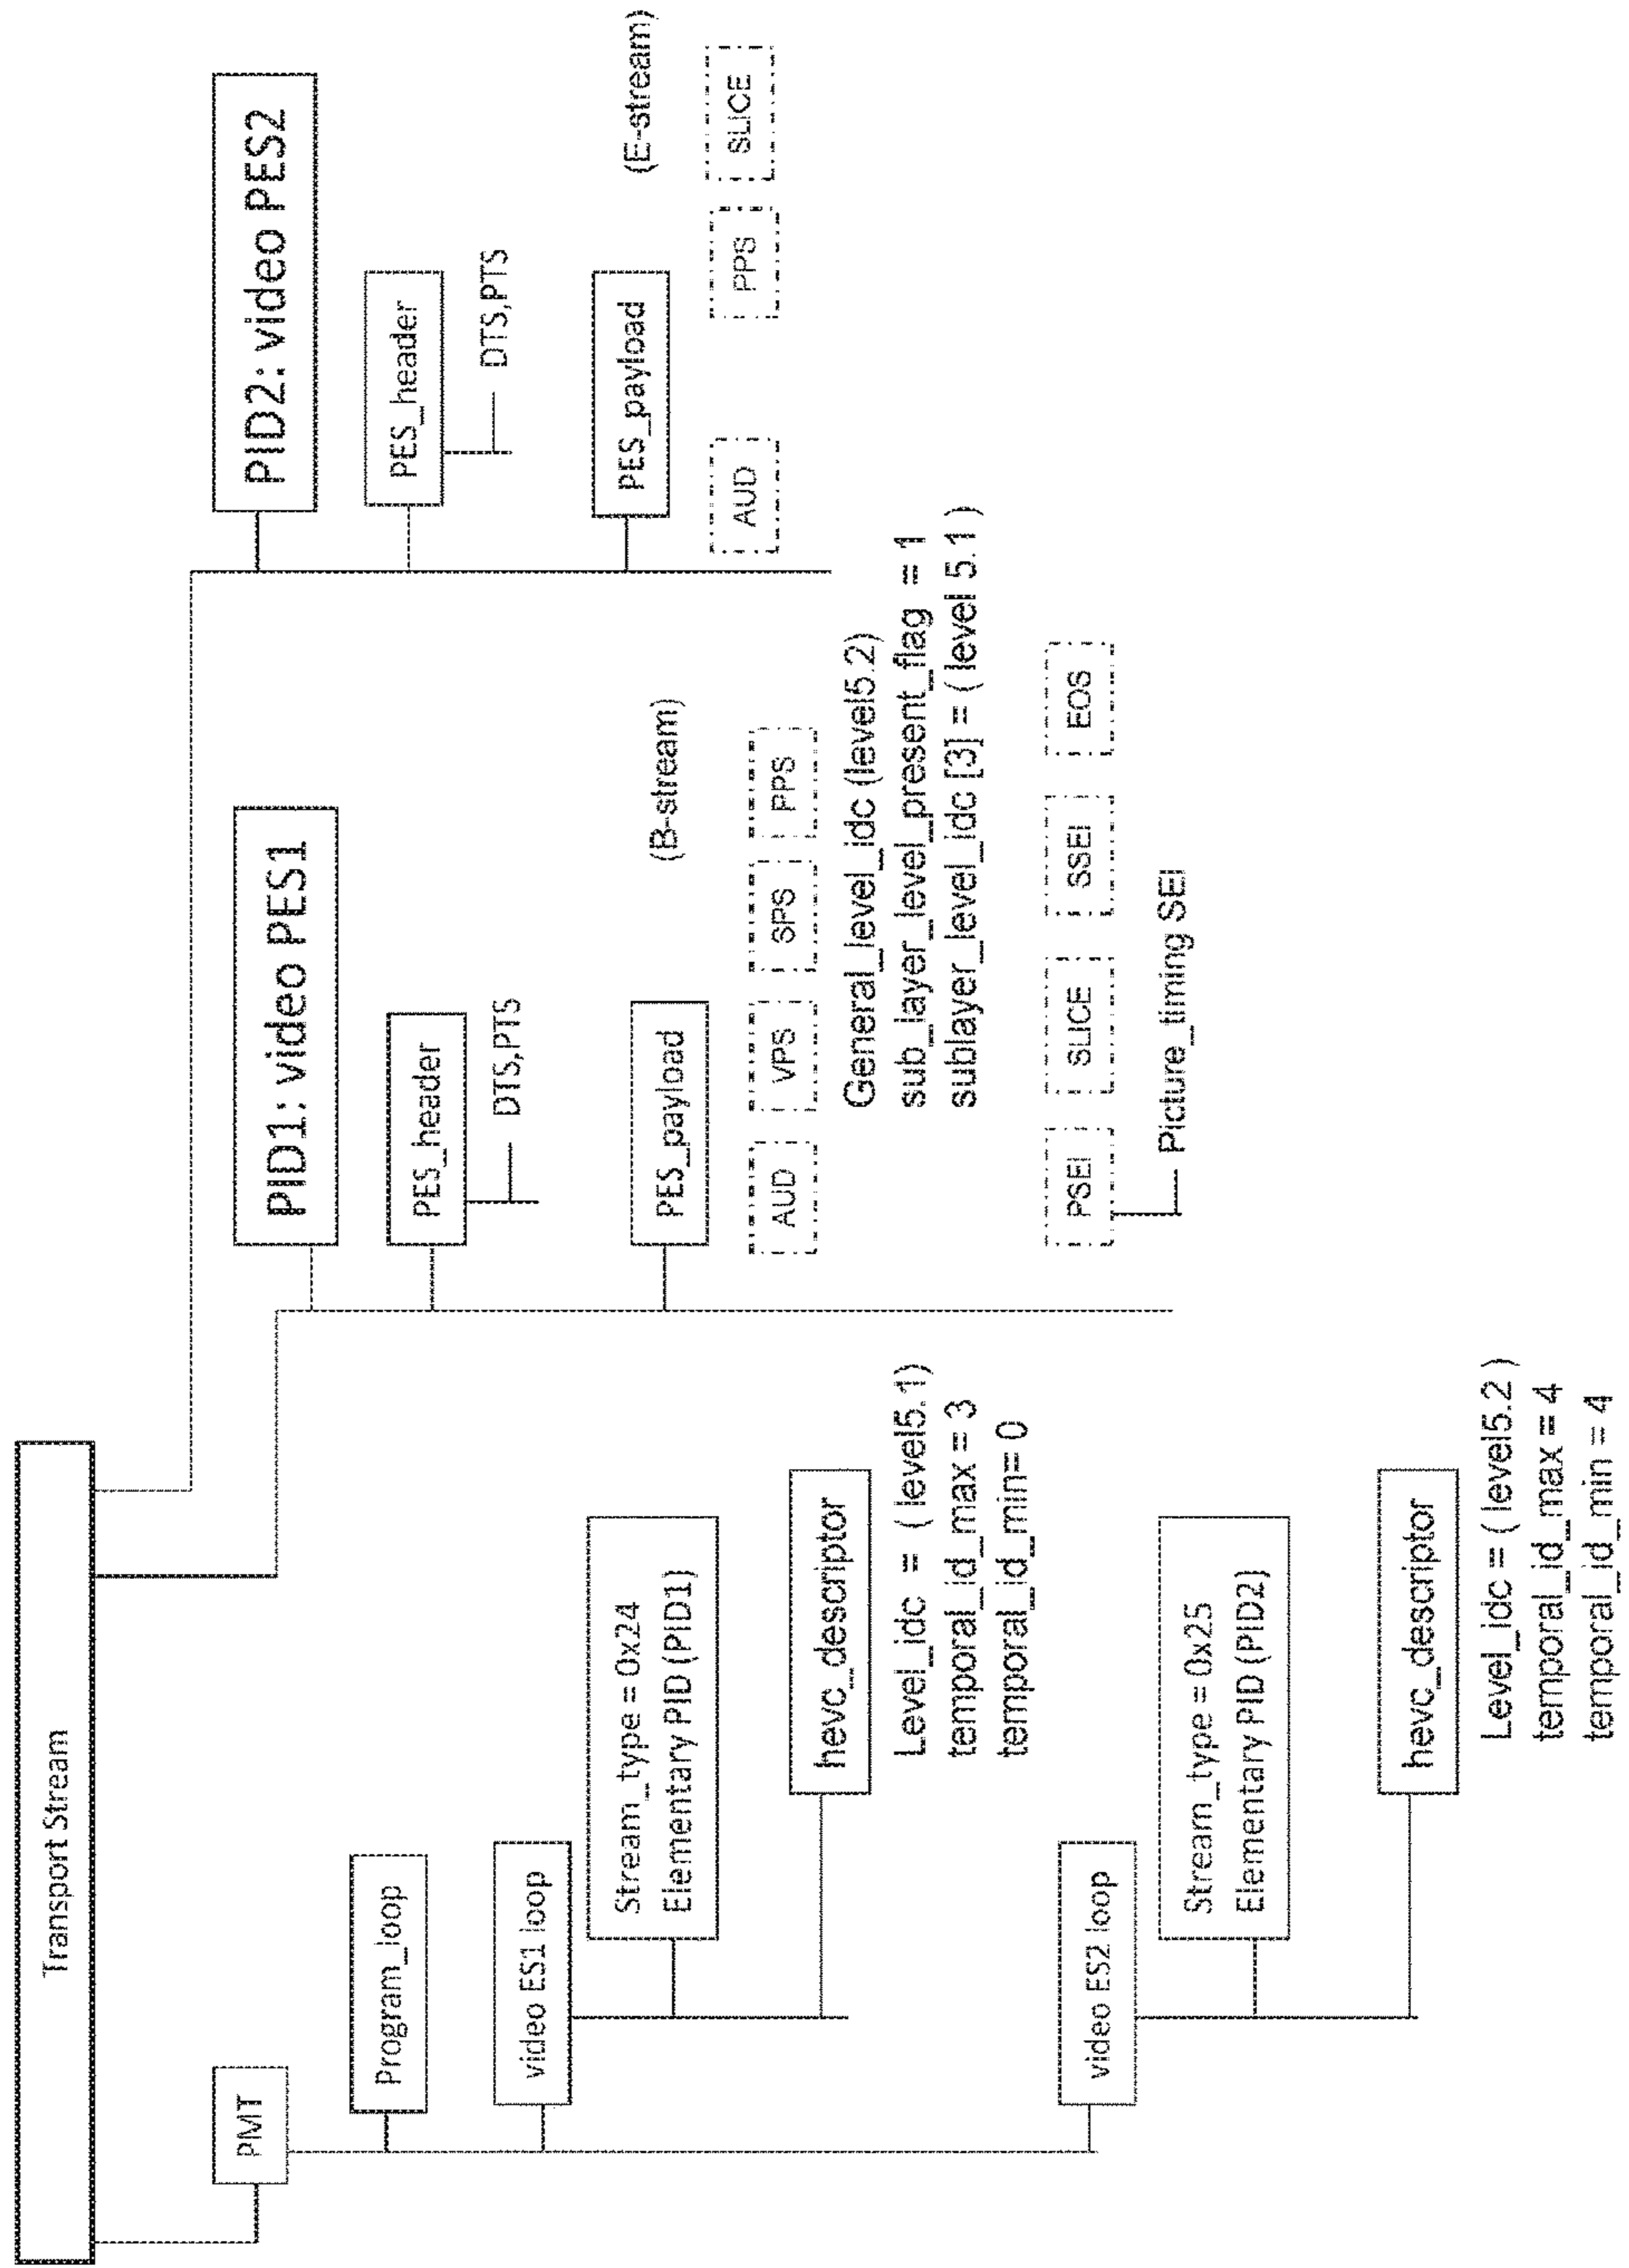 Transport Stream
PMT
Program_loop
video ES1 loop
Stream_type = 0x24
Elementary PID (PID1)
hevc_descriptor
Level_idc = ( level5.1)
temporal_id_max = 3
temporal_id_min= 0
video ES2 loop
Stream_type = 0x25
Elementary PID (PID2)
hevc_descriptor
Level_idc = ( level5.2 )
temporal_id_max = 4
temporal_id_min = 4
PID1: video PES1
PES_header
DTS,PTS
PES_payload
(B-stream)
AUD VPS SPS PPS
General_level_idc (level5.2)
sub_layer_level_present_flag = 1
sublayer_level_idc [3] = ( level 5.1 )
PSEI SLICE SSEI EOS
Picture_timing SEI
PID2: video PES2
PES_header
DTS,PTS
PES_payload
(E-stream)
AUD PPS SLICE